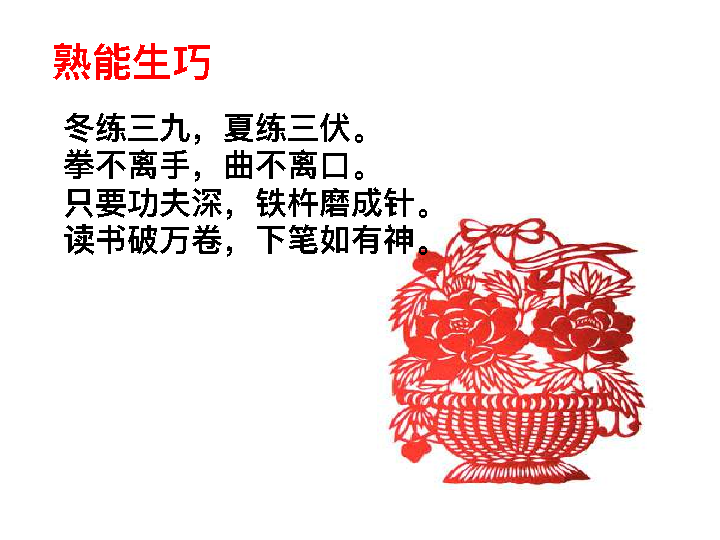 熟能生巧
冬练三九，夏练三伏。
拳不离手，曲不离口。
只要功夫深，铁杵磨成针。
读书破万卷，下笔如有神。